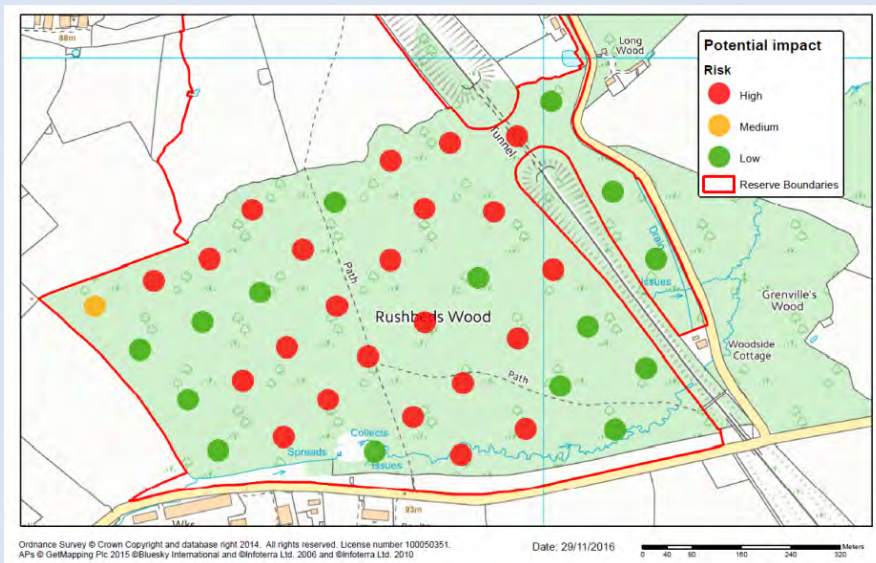 88m
Long
Wood
Potential impact
Risk
High
Medium
Low
Reserve Boundaries
Tunnel
Drain
Issues
Path
Rushbeds Wood
Grenville's
Wood
Woodside
Cottage
Path
Collects
Spreads
Issues
93m
Wks
Ordnance Survey © Crown Copyright and database right 2014. All rights reserved. License number 100050351.
APs © GetMapping Plc 2015 ©Bluesky International and ©Infoterra Ltd. 2006 and ©Infoterra Ltd. 2010
Date: 29/11/2016
Meters
0 40 80 160 240 320